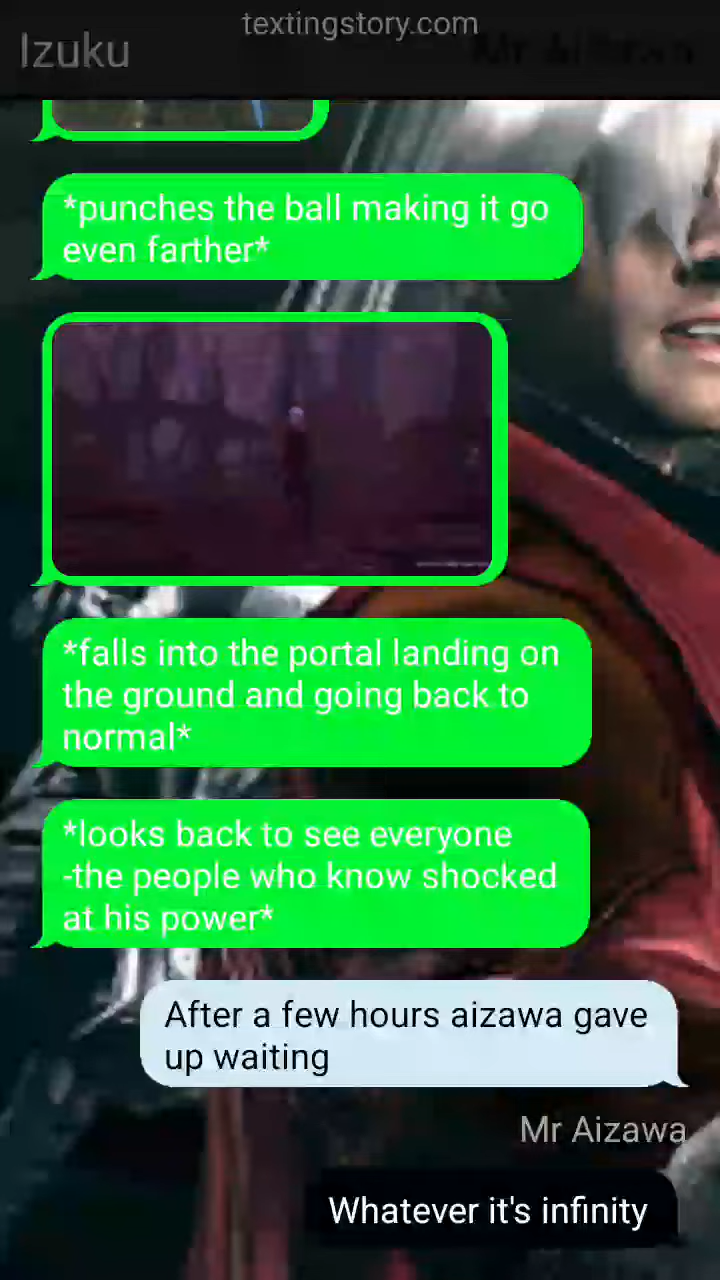 textingstory.com
Izuku
*punches the ball making it go
even farther*
*falls into the portal landing on
the ground and going back to
normal*
*looks back to see everyone
-the people who know shocked
at his power*
After a few hours aizawa gave
up waiting
Mr Aizawa
Whatever it's infinity